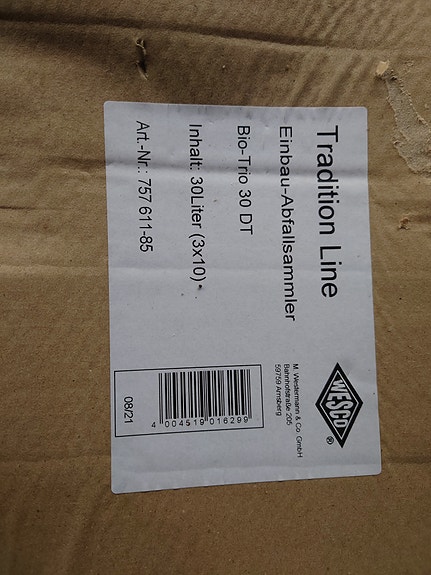 Tradition Line
Einbau-Abfallsammler
Bio-Trio 30 DT
Inhalt: 30Liter (3x10)
Art.-Nr.: 757 611-85
WESCO ®
M. Westermann & Co. GmbH
Bahnhofstraße 205
59759 Arnsberg
4 004519 016299
08/21